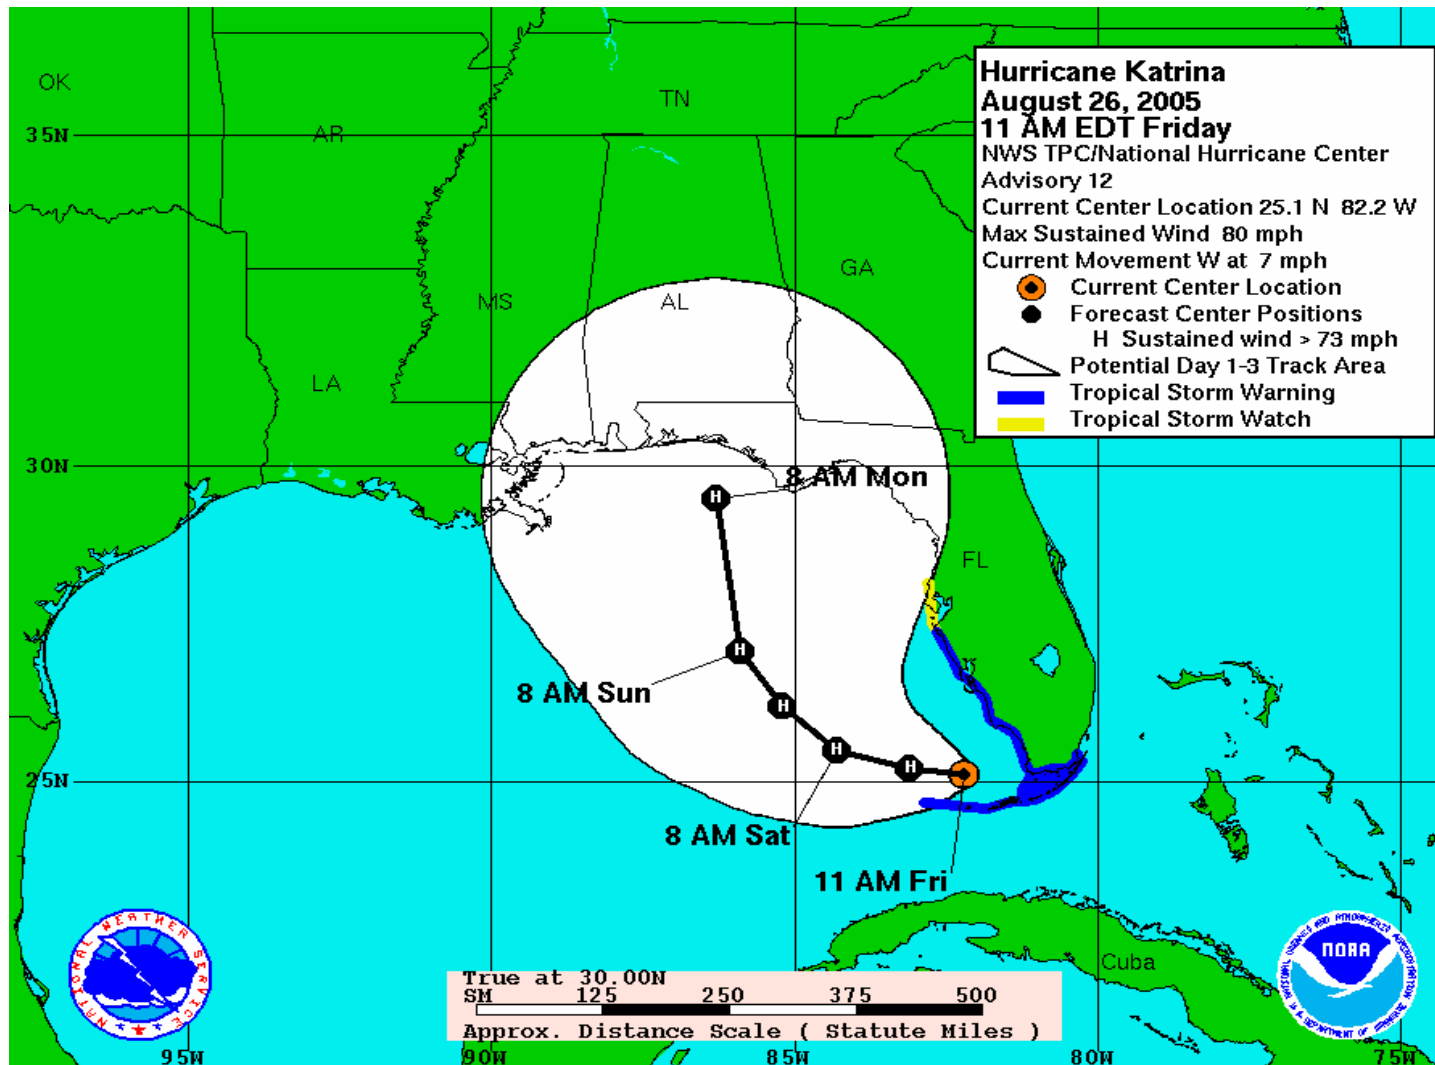 Hurricane Katrina
August 26, 2005
11 AM EDT Friday
NWS TPC/National Hurricane Center
Advisory 12
Current Center Location 25.1 N 82.2 W
Max Sustained Wind 80 mph
Current Movement W at 7 mph
Current Center Location
Forecast Center Positions
H Sustained wind > 73 mph
Potential Day 1-3 Track Area
Tropical Storm Warning
Tropical Storm Watch
OK
TN
AR
35N
GA
MS
AL
LA
30N
8 AM Mon
H
FL
H
8 AM Sun
H
H
H
25N
8 AM Sat
11 AM Fri
Cuba
NATIONAL WEATHER SERVICE
NOAA
True at 30.00N
SM 125 250 375 500
Approx. Distance Scale ( Statute Miles )
95W 90W 85W 80W 75W